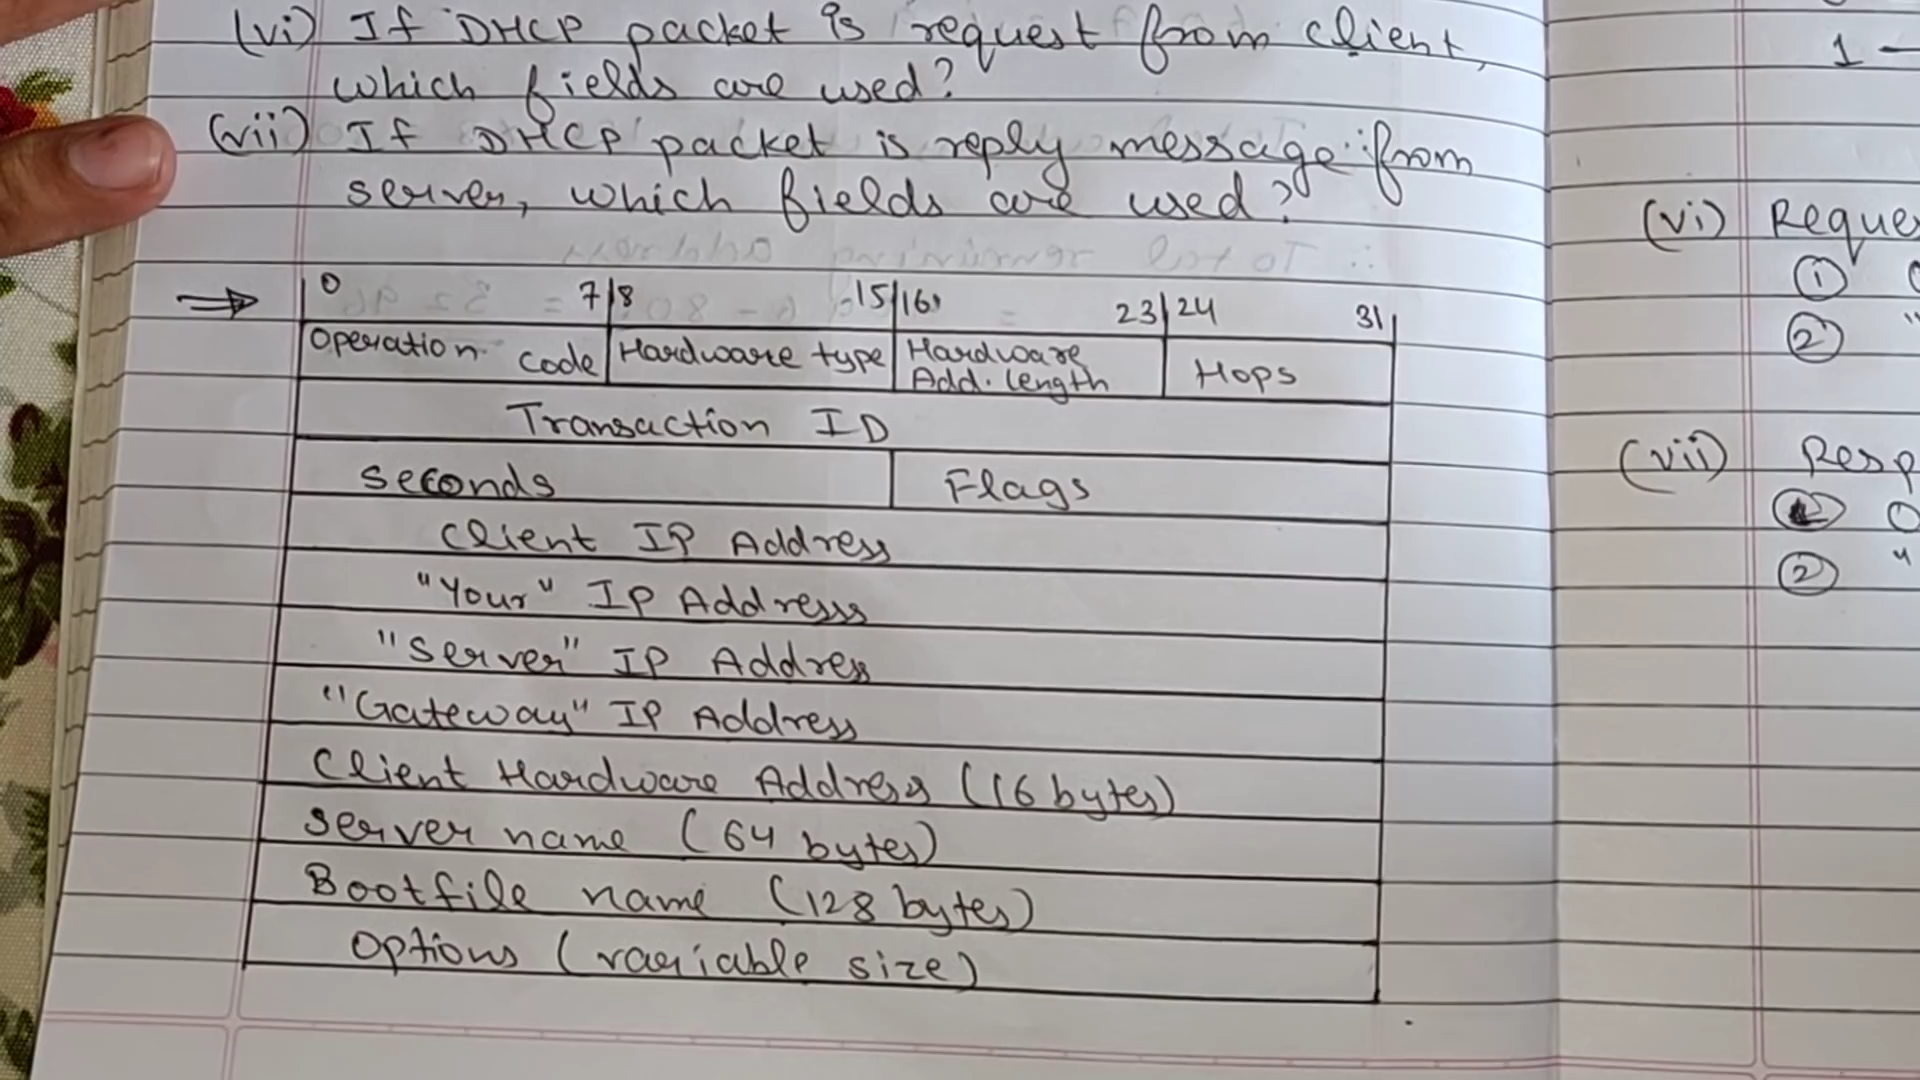 (vi) If DHCP packet is request from client,
which fields are used?
(vii) If DHCP packet is reply message from
server, which fields are used?
0 7 8 15 16 23 24 31
Operation code Hardware type Hardware Add. length Hops
Transaction ID
Seconds Flags
Client IP Address
"Your" IP Addresss
"Server" IP Address
"Gateway" IP Address
Client Hardware Address (16 bytes)
Server name (64 bytes)
Bootfile name (128 bytes)
Options (variable size)
1 —
(vi)
①
② "
(vii)
② "